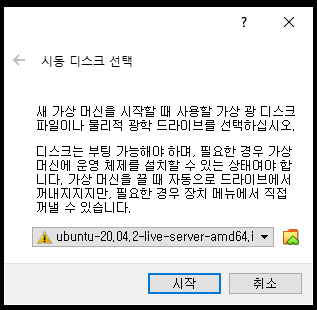 ?
시동 디스크 선택
새 가상 머신을 시작할 때 사용할 가상 광 디스크
파일이나 물리적 광학 드라이브를 선택하십시오.
디스크는 부팅 가능해야 하며, 필요한 경우 가상
머신에 운영 체제를 설치할 수 있는 상태여야 합
니다. 가상 머신을 끌 때 자동으로 드라이브에서
꺼내지지지만, 필요한 경우 장치 메뉴에서 직접
꺼낼 수 있습니다.
ubuntu-20.04.2-live-server-amd64.i
시작 취소